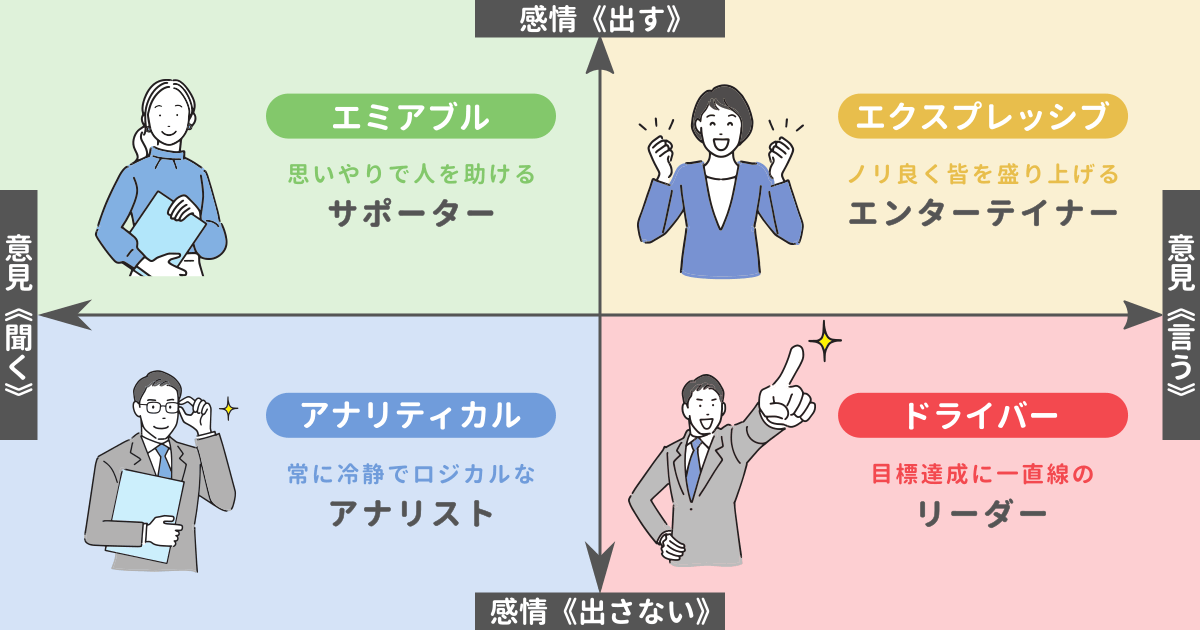 感情《出す》
エミアブル
思いやりで人を助ける
サポーター
エクスプレッシブ
ノリ良く皆を盛り上げる
エンターテイナー
意見《聞く》
意見《言う》
アナリティカル
常に冷静でロジカルな
アナリスト
ドライバー
目標達成に一直線の
リーダー
感情《出さない》